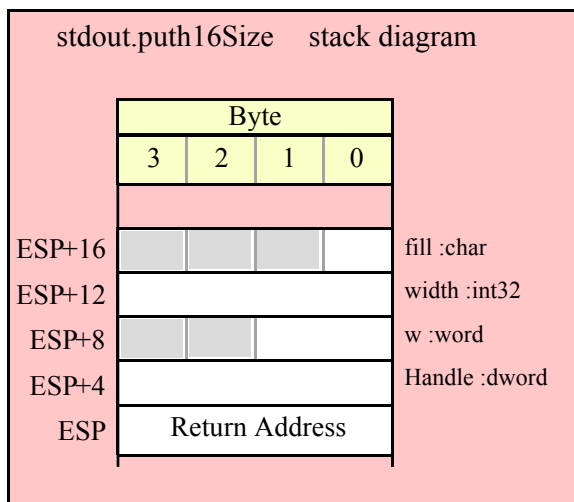 stdout.puth16Size stack diagram
Byte
3 2 1 0
ESP+16 fill :char
ESP+12 width :int32
ESP+8 w :word
ESP+4 Handle :dword
ESP Return Address